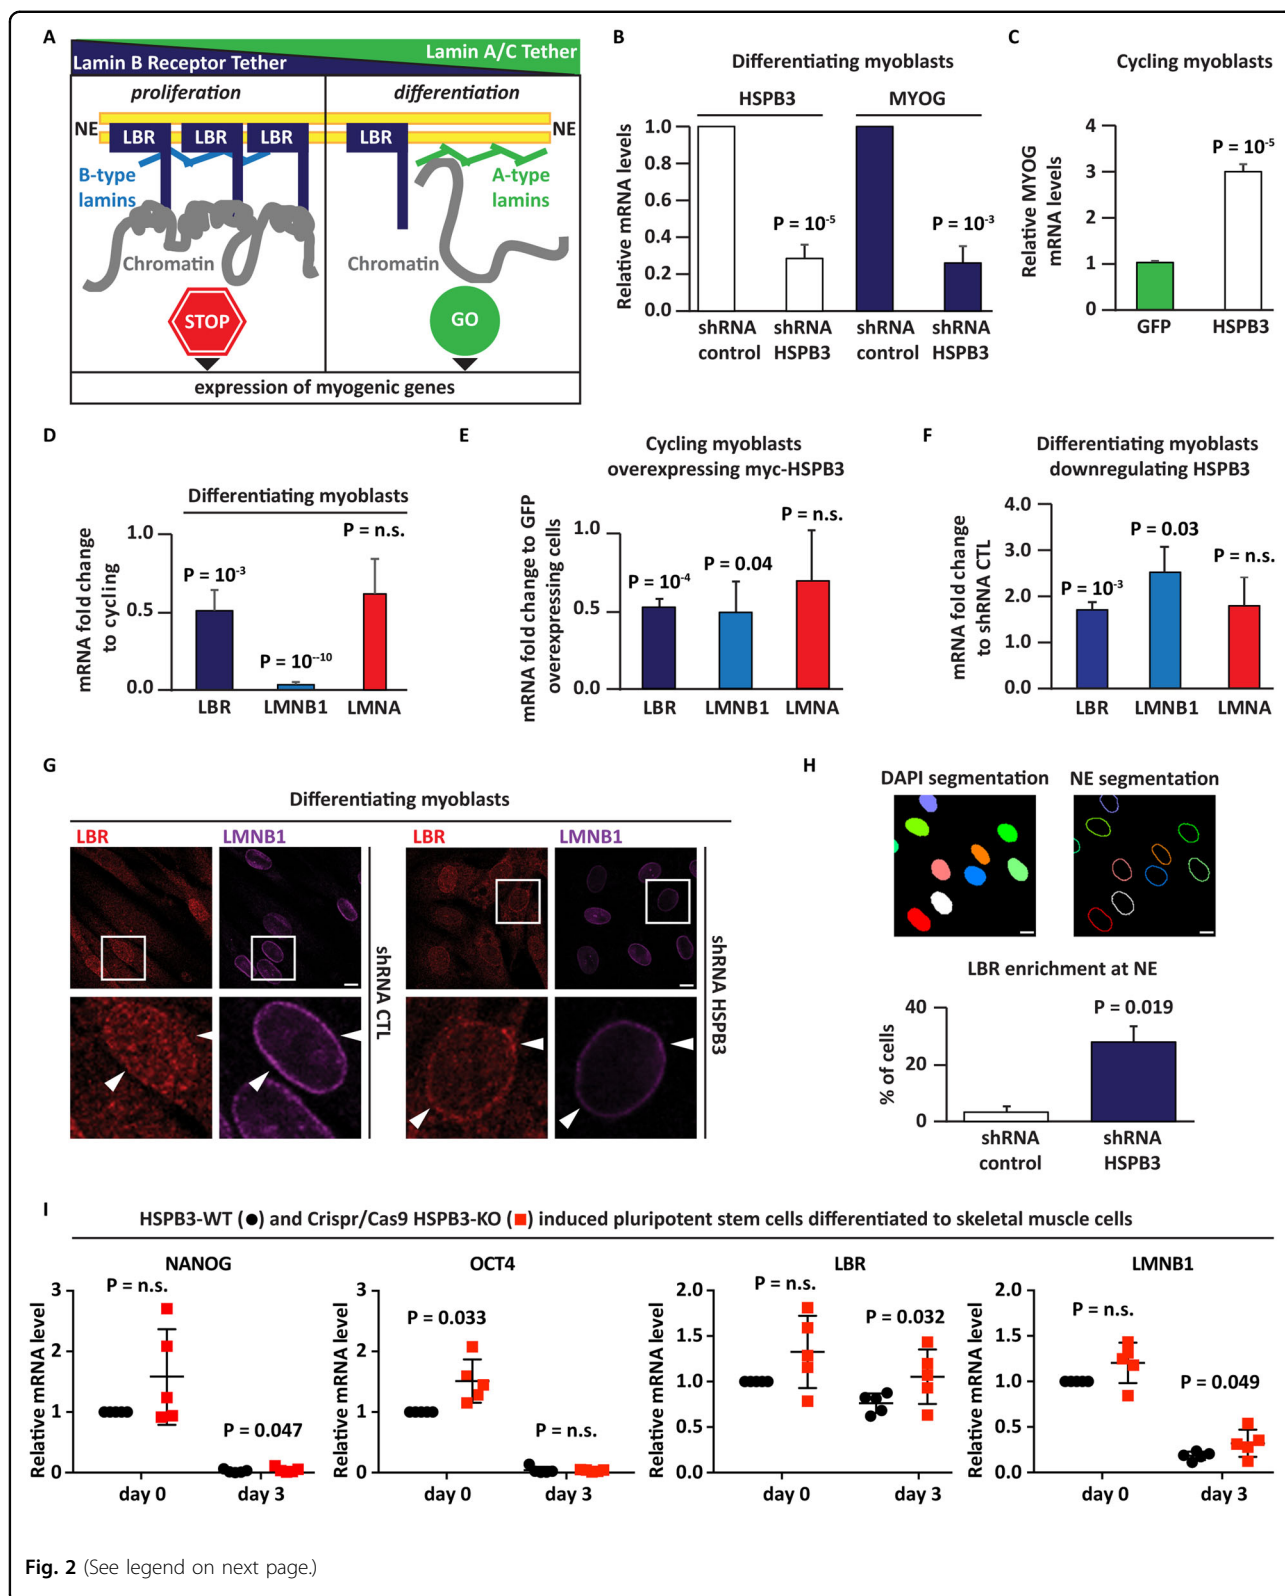 A
Lamin A/C Tether
Lamin B Receptor Tether
proliferation
differentiation
NE
LBR
LBR
LBR
LBR
NE
B-type
lamins
A-type
lamins
Chromatin
Chromatin
STOP
GO
expression of myogenic genes
B
Differentiating myoblasts
HSPB3
MYOG
Relative mRNA levels
1.0
0.8
0.6
0.4
0.2
0.0
P = 10-5
P = 10-3
shRNA
control
shRNA
HSPB3
shRNA
control
shRNA
HSPB3
C
Cycling myoblasts
Relative MYOG
mRNA levels
4
3
2
1
0
P = 10-5
GFP
HSPB3
D
Differentiating myoblasts
mRNA fold change
to cycling
1.0
0.5
0.0
P = 10-3
P = 10--10
P = n.s.
LBR
LMNB1
LMNA
E
Cycling myoblasts
overexpressing myc-HSPB3
mRNA fold change to GFP
overexpressing cells
1.0
0.5
0.0
P = 10-4
P = 0.04
P = n.s.
LBR
LMNB1
LMNA
F
Differentiating myoblasts
downregulating HSPB3
mRNA fold change
to shRNA CTL
4.0
3.0
2.0
1.0
0.0
P = 10-3
P = 0.03
P = n.s.
LBR
LMNB1
LMNA
G
Differentiating myoblasts
LBR
LMNB1
LBR
LMNB1
shRNA CTL
shRNA HSPB3
H
DAPI segmentation
NE segmentation
LBR enrichment at NE
% of cells
40
20
0
P = 0.019
shRNA
control
shRNA
HSPB3
I
HSPB3-WT (●) and Crispr/Cas9 HSPB3-KO (■) induced pluripotent stem cells differentiated to skeletal muscle cells
NANOG
Relative mRNA level
3
2
1
0
P = n.s.
P = 0.047
day 0
day 3
OCT4
Relative mRNA level
3
2
1
0
P = 0.033
P = n.s.
day 0
day 3
LBR
Relative mRNA level
2.0
1.5
1.0
0.5
0.0
P = n.s.
P = 0.032
day 0
day 3
LMNB1
Relative mRNA level
2.0
1.5
1.0
0.5
0.0
P = n.s.
P = 0.049
day 0
day 3
Fig. 2 (See legend on next page.)